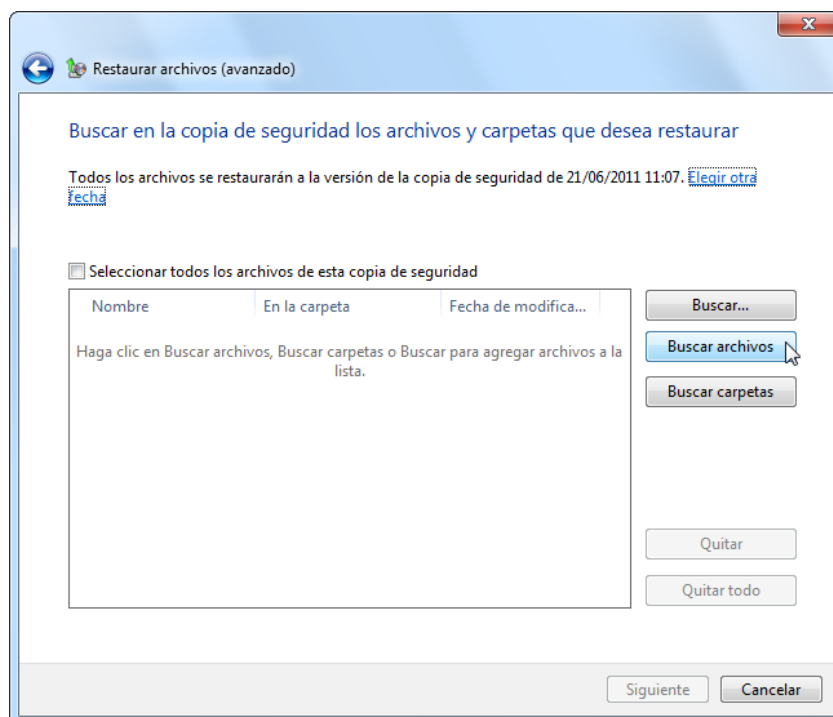 Restaurar archivos (avanzado)
Buscar en la copia de seguridad los archivos y carpetas que desea restaurar
Todos los archivos se restaurarán a la versión de la copia de seguridad de 21/06/2011 11:07. Elegir otra
fecha
Seleccionar todos los archivos de esta copia de seguridad
Nombre En la carpeta Fecha de modifica...
Buscar...
Haga clic en Buscar archivos, Buscar carpetas o Buscar para agregar archivos a la
lista.
Buscar archivos
Buscar carpetas
Quitar
Quitar todo
Siguiente Cancelar